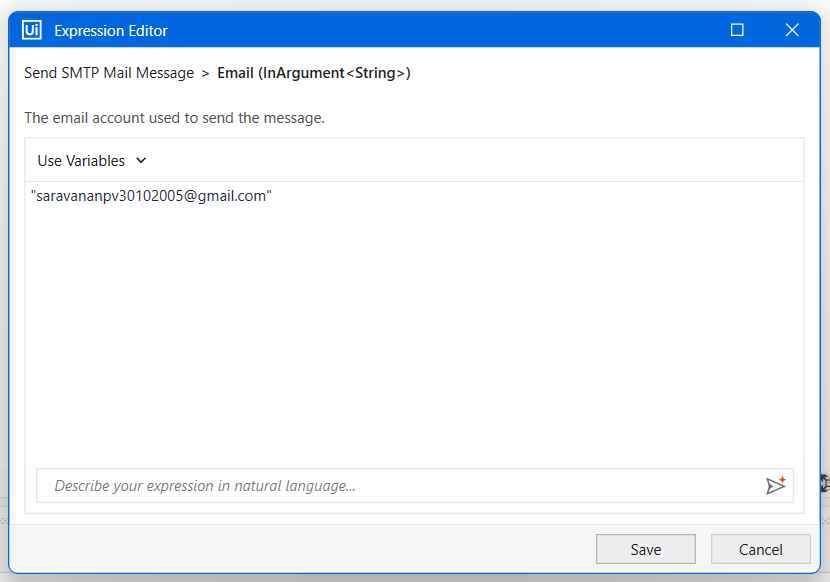 Ui Expression Editor
Send SMTP Mail Message > Email (InArgument<String>)
The email account used to send the message.
Use Variables
"saravananpv30102005@gmail.com"
Describe your expression in natural language...
Save Cancel